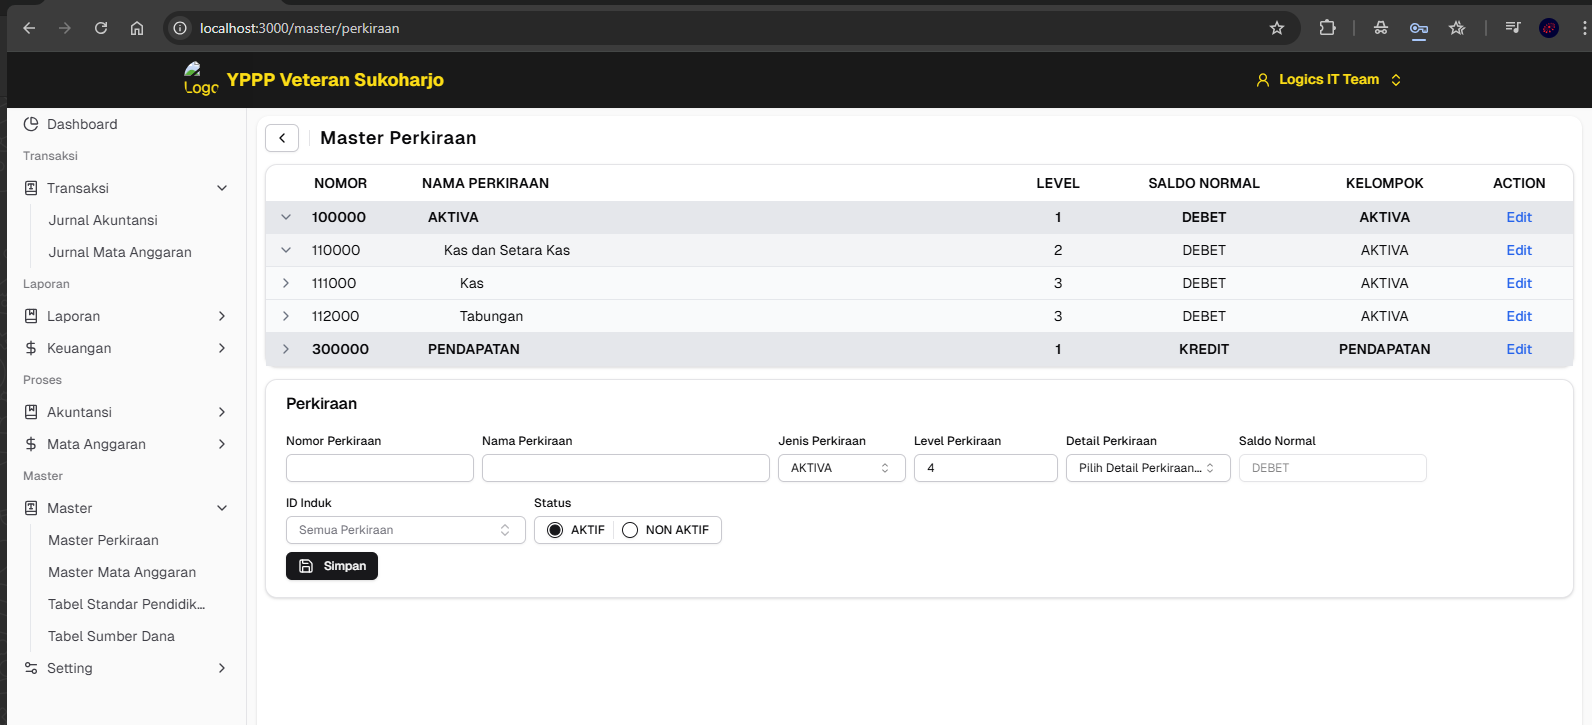 localhost:3000/master/perkiraan
Logo
YPPP Veteran Sukoharjo
Logics IT Team
Dashboard
Transaksi
Transaksi
Jurnal Akuntansi
Jurnal Mata Anggaran
Laporan
Laporan
Keuangan
Proses
Akuntansi
Mata Anggaran
Master
Master
Master Perkiraan
Master Mata Anggaran
Tabel Standar Pendidik...
Tabel Sumber Dana
Setting
Master Perkiraan
NOMOR NAMA PERKIRAAN LEVEL SALDO NORMAL KELOMPOK ACTION
100000 AKTIVA 1 DEBET AKTIVA Edit
110000 Kas dan Setara Kas 2 DEBET AKTIVA Edit
111000 Kas 3 DEBET AKTIVA Edit
112000 Tabungan 3 DEBET AKTIVA Edit
300000 PENDAPATAN 1 KREDIT PENDAPATAN Edit
Perkiraan
Nomor Perkiraan Nama Perkiraan Jenis Perkiraan Level Perkiraan Detail Perkiraan Saldo Normal
AKTIVA 4 Pilih Detail Perkiraan... DEBET
ID Induk Status
Semua Perkiraan AKTIF NON AKTIF
Simpan